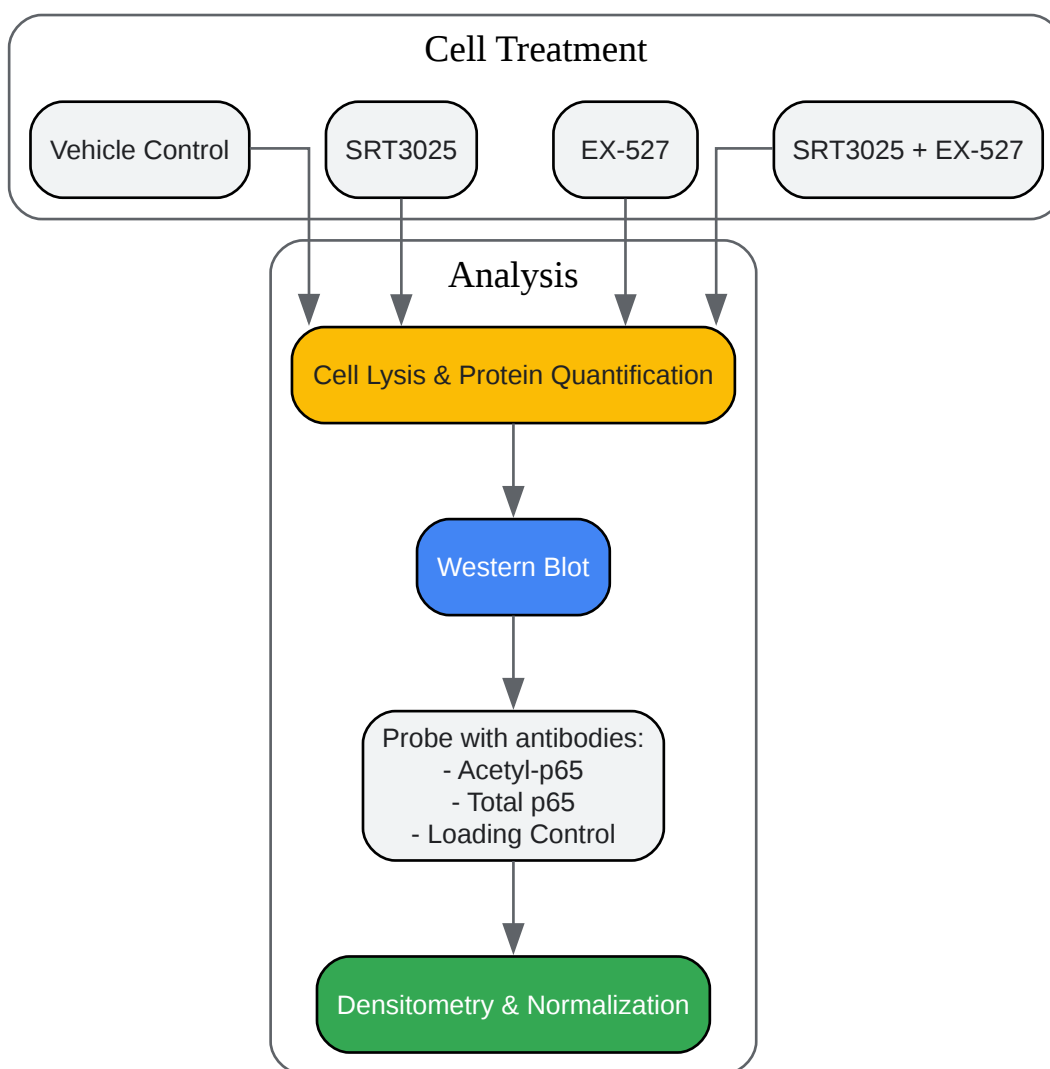 Cell Treatment
Vehicle Control
SRT3025
EX-527
SRT3025 + EX-527
Analysis
Cell Lysis & Protein Quantification
Western Blot
Probe with antibodies:
- Acetyl-p65
- Total p65
- Loading Control
Densitometry & Normalization